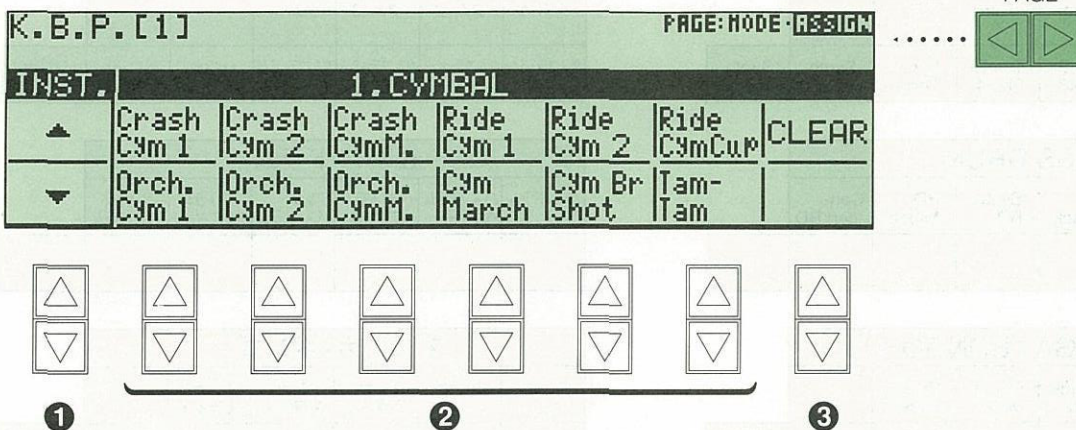 PAGE
K.B.P.[1] PAGE:MODE·ASSIGN
INST. 1.CYMBAL
Crash Crash Crash Ride Ride Ride CLEAR
Cym 1 Cym 2 CymM. Cym 1 Cym 2 CymCup
Orch. Orch. Orch. Cym Cym Br Tam-
Cym 1 Cym 2 CymM. March Shot Tam
1 2 3